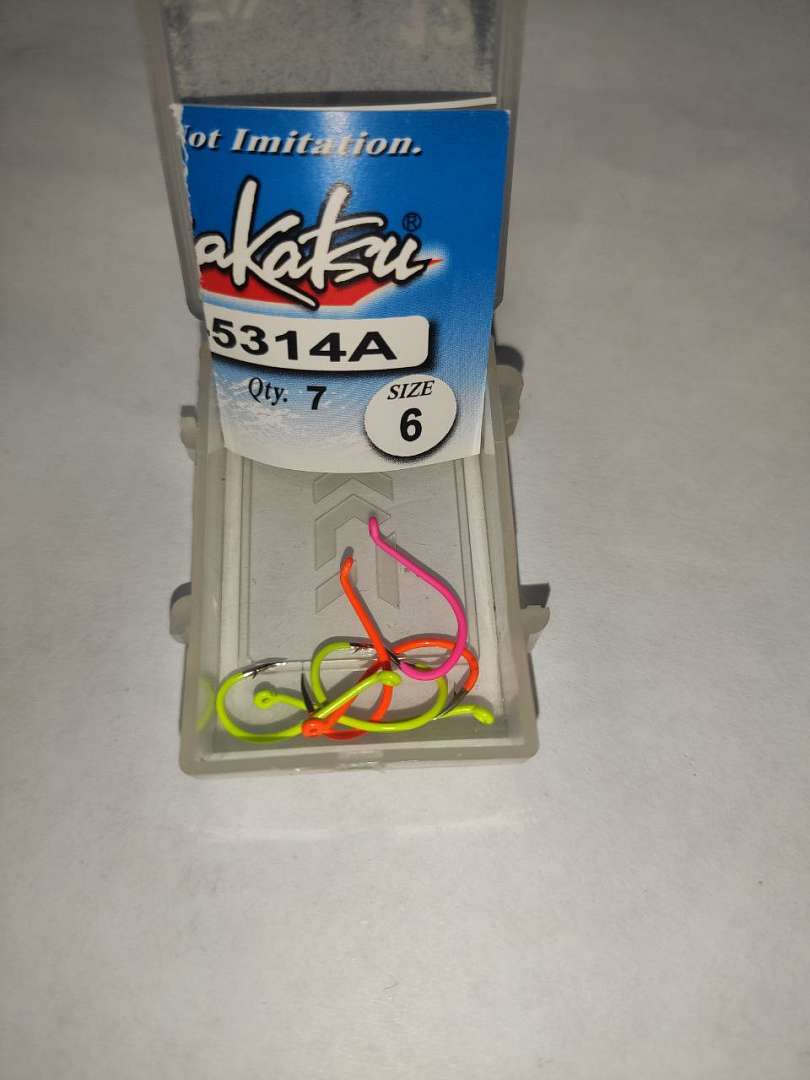 ot Imitation.
akatsu®
-5314A
Qty. 7
SIZE
6